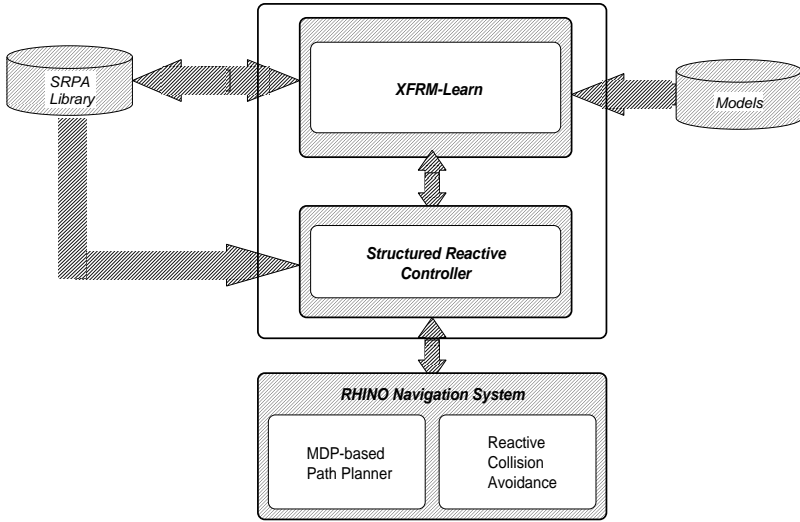 SRPA
Library
XFRM-Learn
Models
Structured Reactive
Controller
RHINO Navigation System
MDP-based
Path Planner
Reactive
Collision
Avoidance